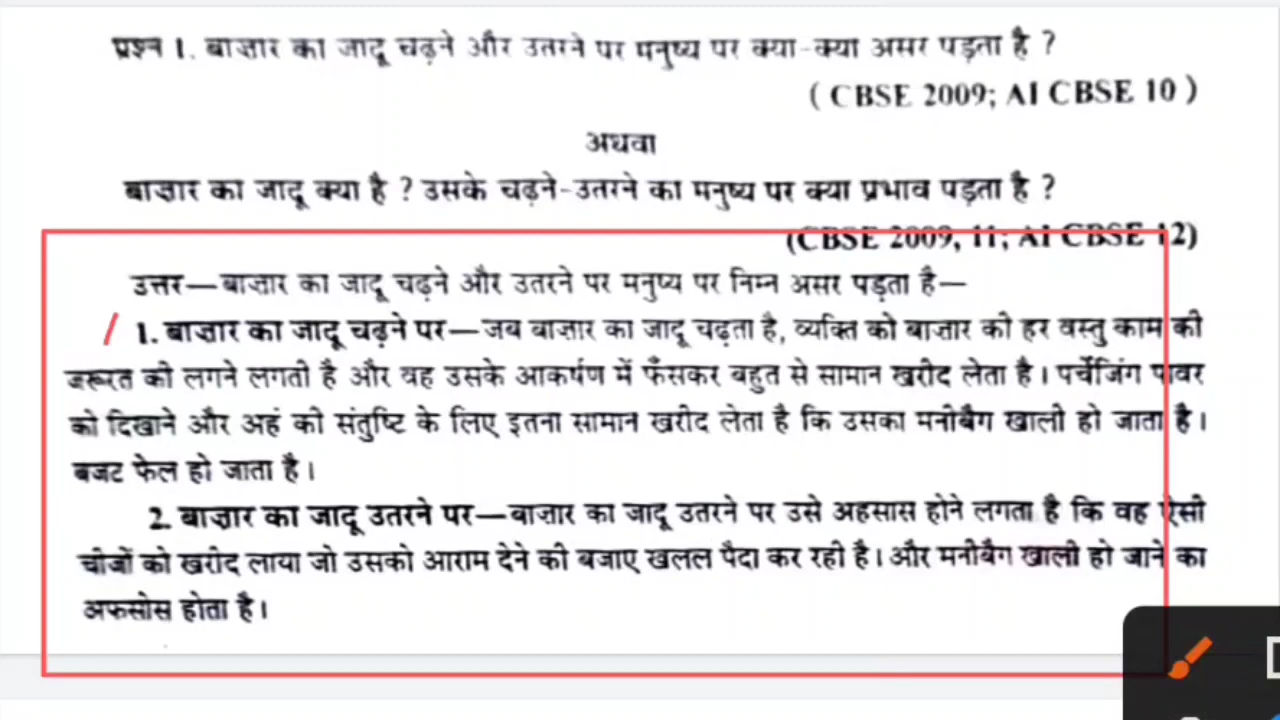 प्रश्न 1. बाज़ार का जादू चढ़ने और उतरने पर मनुष्य पर क्या-क्या असर पड़ता है ?
( CBSE 2009; AI CBSE 10 )
अथवा
बाज़ार का जादू क्या है ? उसके चढ़ने-उतरने का मनुष्य पर क्या प्रभाव पड़ता है ?
(CBSE 2009, 11; AI CBSE 12)
उत्तर—बाज़ार का जादू चढ़ने और उतरने पर मनुष्य पर निम्न असर पड़ता है—
1. बाज़ार का जादू चढ़ने पर—जब बाज़ार का जादू चढ़ता है, व्यक्ति को बाज़ार की हर वस्तु काम की
जरूरत की लगने लगती है और वह उसके आकर्षण में फँसकर बहुत से सामान खरीद लेता है। पर्चेजिंग पावर
को दिखाने और अहं की संतुष्टि के लिए इतना सामान खरीद लेता है कि उसका मनीबैग खाली हो जाता है।
बजट फेल हो जाता है।
2. बाज़ार का जादू उतरने पर—बाज़ार का जादू उतरने पर उसे अहसास होने लगता है कि वह ऐसी
चीजों को खरीद लाया जो उसको आराम देने की बजाए खलल पैदा कर रही है। और मनीबैग खाली हो जाने का
अफसोस होता है।